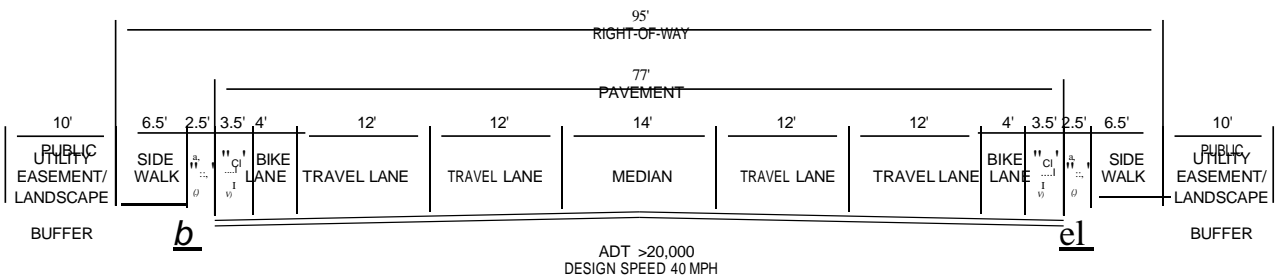 95'
RIGHT-OF-WAY
77'
PAVEMENT
10' 6.5' 2.5' 3.5' 4' 12' 12' 14' 12' 12' 4' 3.5' 2.5' 6.5' 10'
PUBLIC PUBLIC
UTILITY SIDE BIKE BIKE SIDE UTILITY
EASEMENT/ WALK LANE TRAVEL LANE TRAVEL LANE MEDIAN TRAVEL LANE TRAVEL LANE LANE WALK EASEMENT/
LANDSCAPE LANDSCAPE
BUFFER b el BUFFER
ADT >20,000
DESIGN SPEED 40 MPH